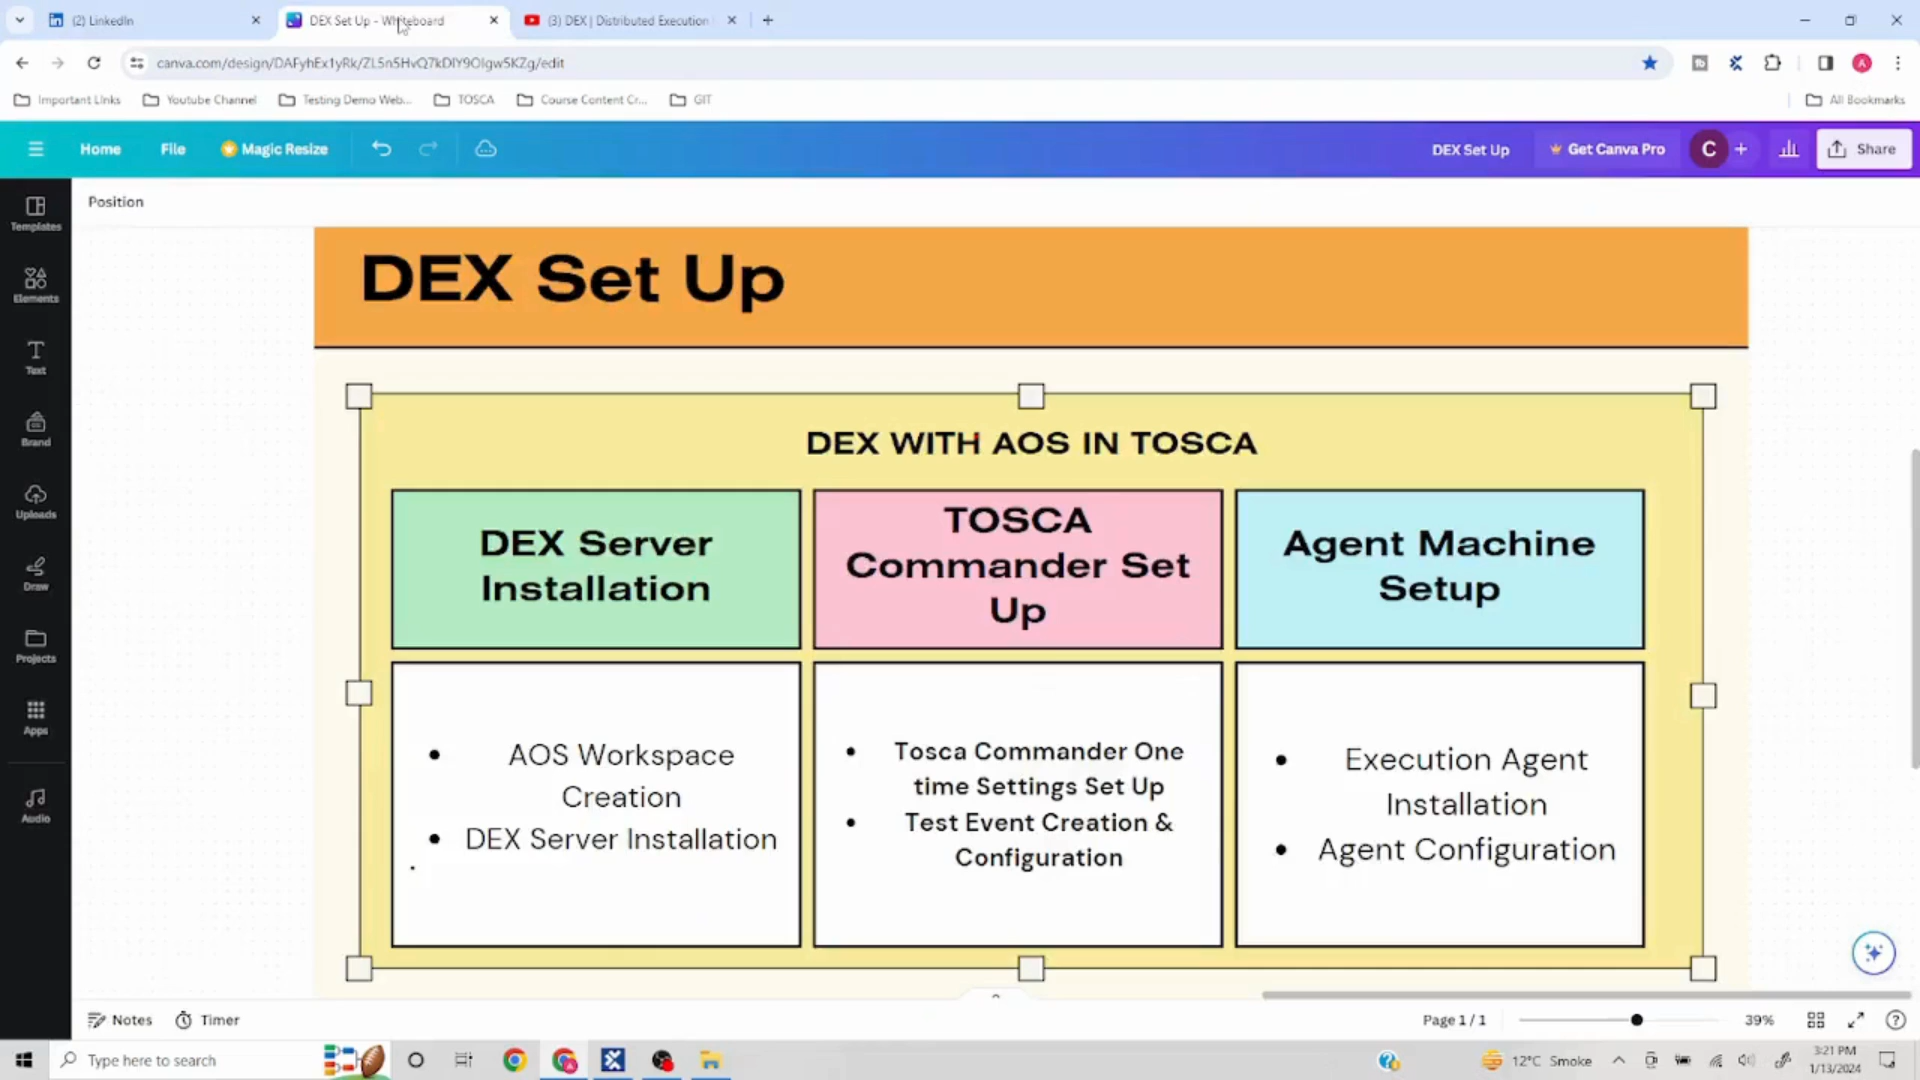 (2) LinkedIn
DEX Set Up - Whiteboard
(3) DEX | Distributed Execution
canva.com/design/DAFyhEx1yRk/ZL5n5HvQ7kDIY9OIgw5KZg/edit
Important Links
Youtube Channel
Testing Demo Web...
TOSCA
Course Content Cr...
GIT
All Bookmarks
Home
File
Magic Resize
DEX Set Up
Get Canva Pro
C
Share
Position
Templates
Elements
Text
Brand
Uploads
Draw
Projects
Apps
Audio
DEX Set Up
DEX WITH AOS IN TOSCA
DEX Server
Installation
TOSCA
Commander Set
Up
Agent Machine
Setup
• AOS Workspace
Creation
• DEX Server Installation
.
• Tosca Commander One
time Settings Set Up
• Test Event Creation &
Configuration
• Execution Agent
Installation
• Agent Configuration
Notes
Timer
Page 1 / 1
39%
Type here to search
12°C Smoke
3:21 PM
1/13/2024